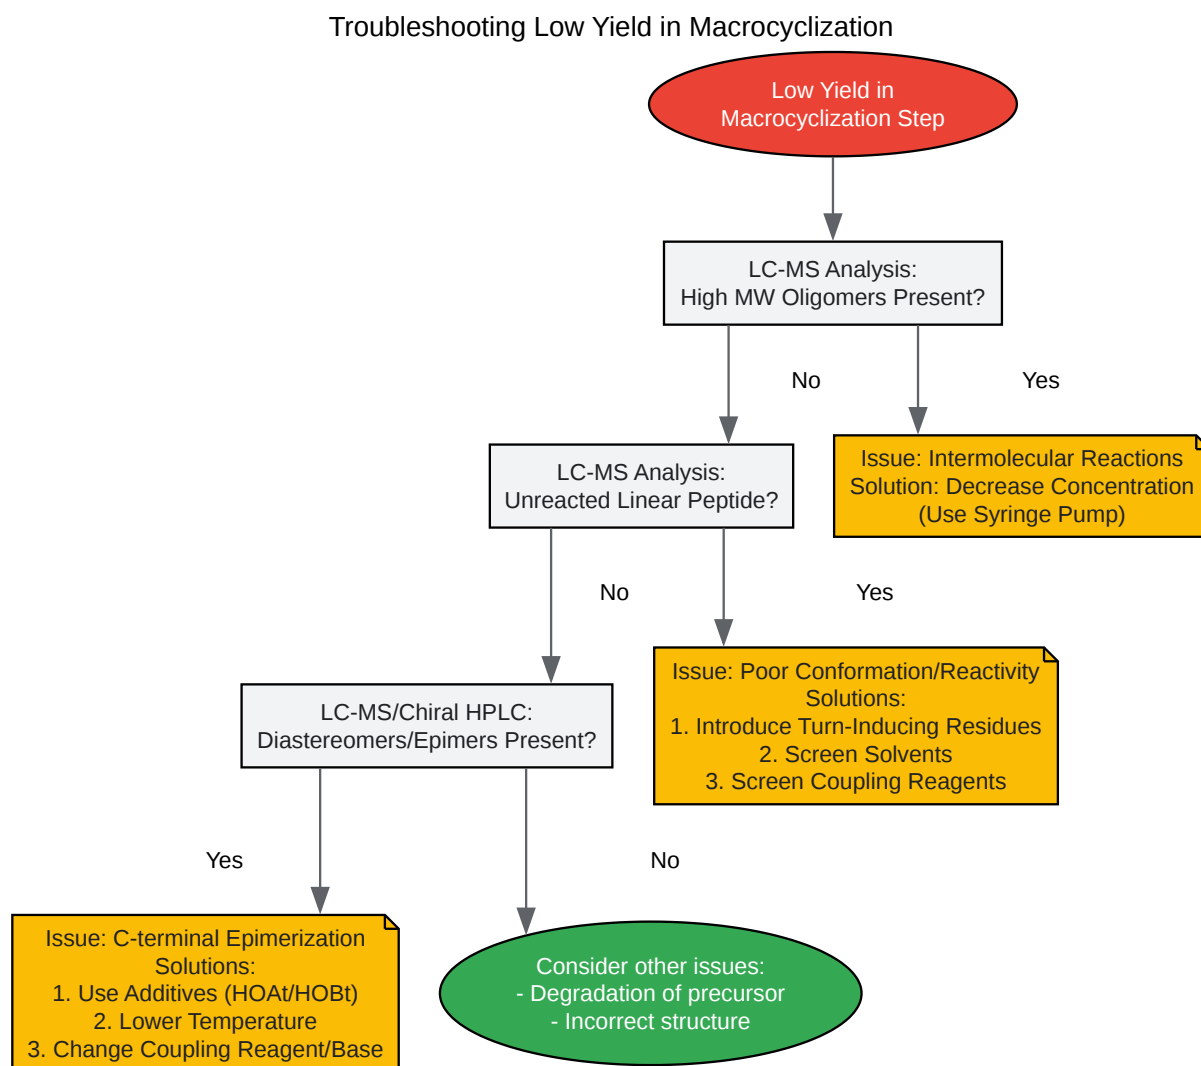 Troubleshooting Low Yield in Macrocyclization
Low Yield in
Macrocyclization Step
LC-MS Analysis:
High MW Oligomers Present?
No
Yes
Issue: Intermolecular Reactions
Solution: Decrease Concentration
(Use Syringe Pump)
LC-MS Analysis:
Unreacted Linear Peptide?
No
Yes
Issue: Poor Conformation/Reactivity
Solutions:
1. Introduce Turn-Inducing Residues
2. Screen Solvents
3. Screen Coupling Reagents
LC-MS/Chiral HPLC:
Diastereomers/Epimers Present?
Yes
No
Issue: C-terminal Epimerization
Solutions:
1. Use Additives (HOAt/HOBt)
2. Lower Temperature
3. Change Coupling Reagent/Base
Consider other issues:
- Degradation of precursor
- Incorrect structure